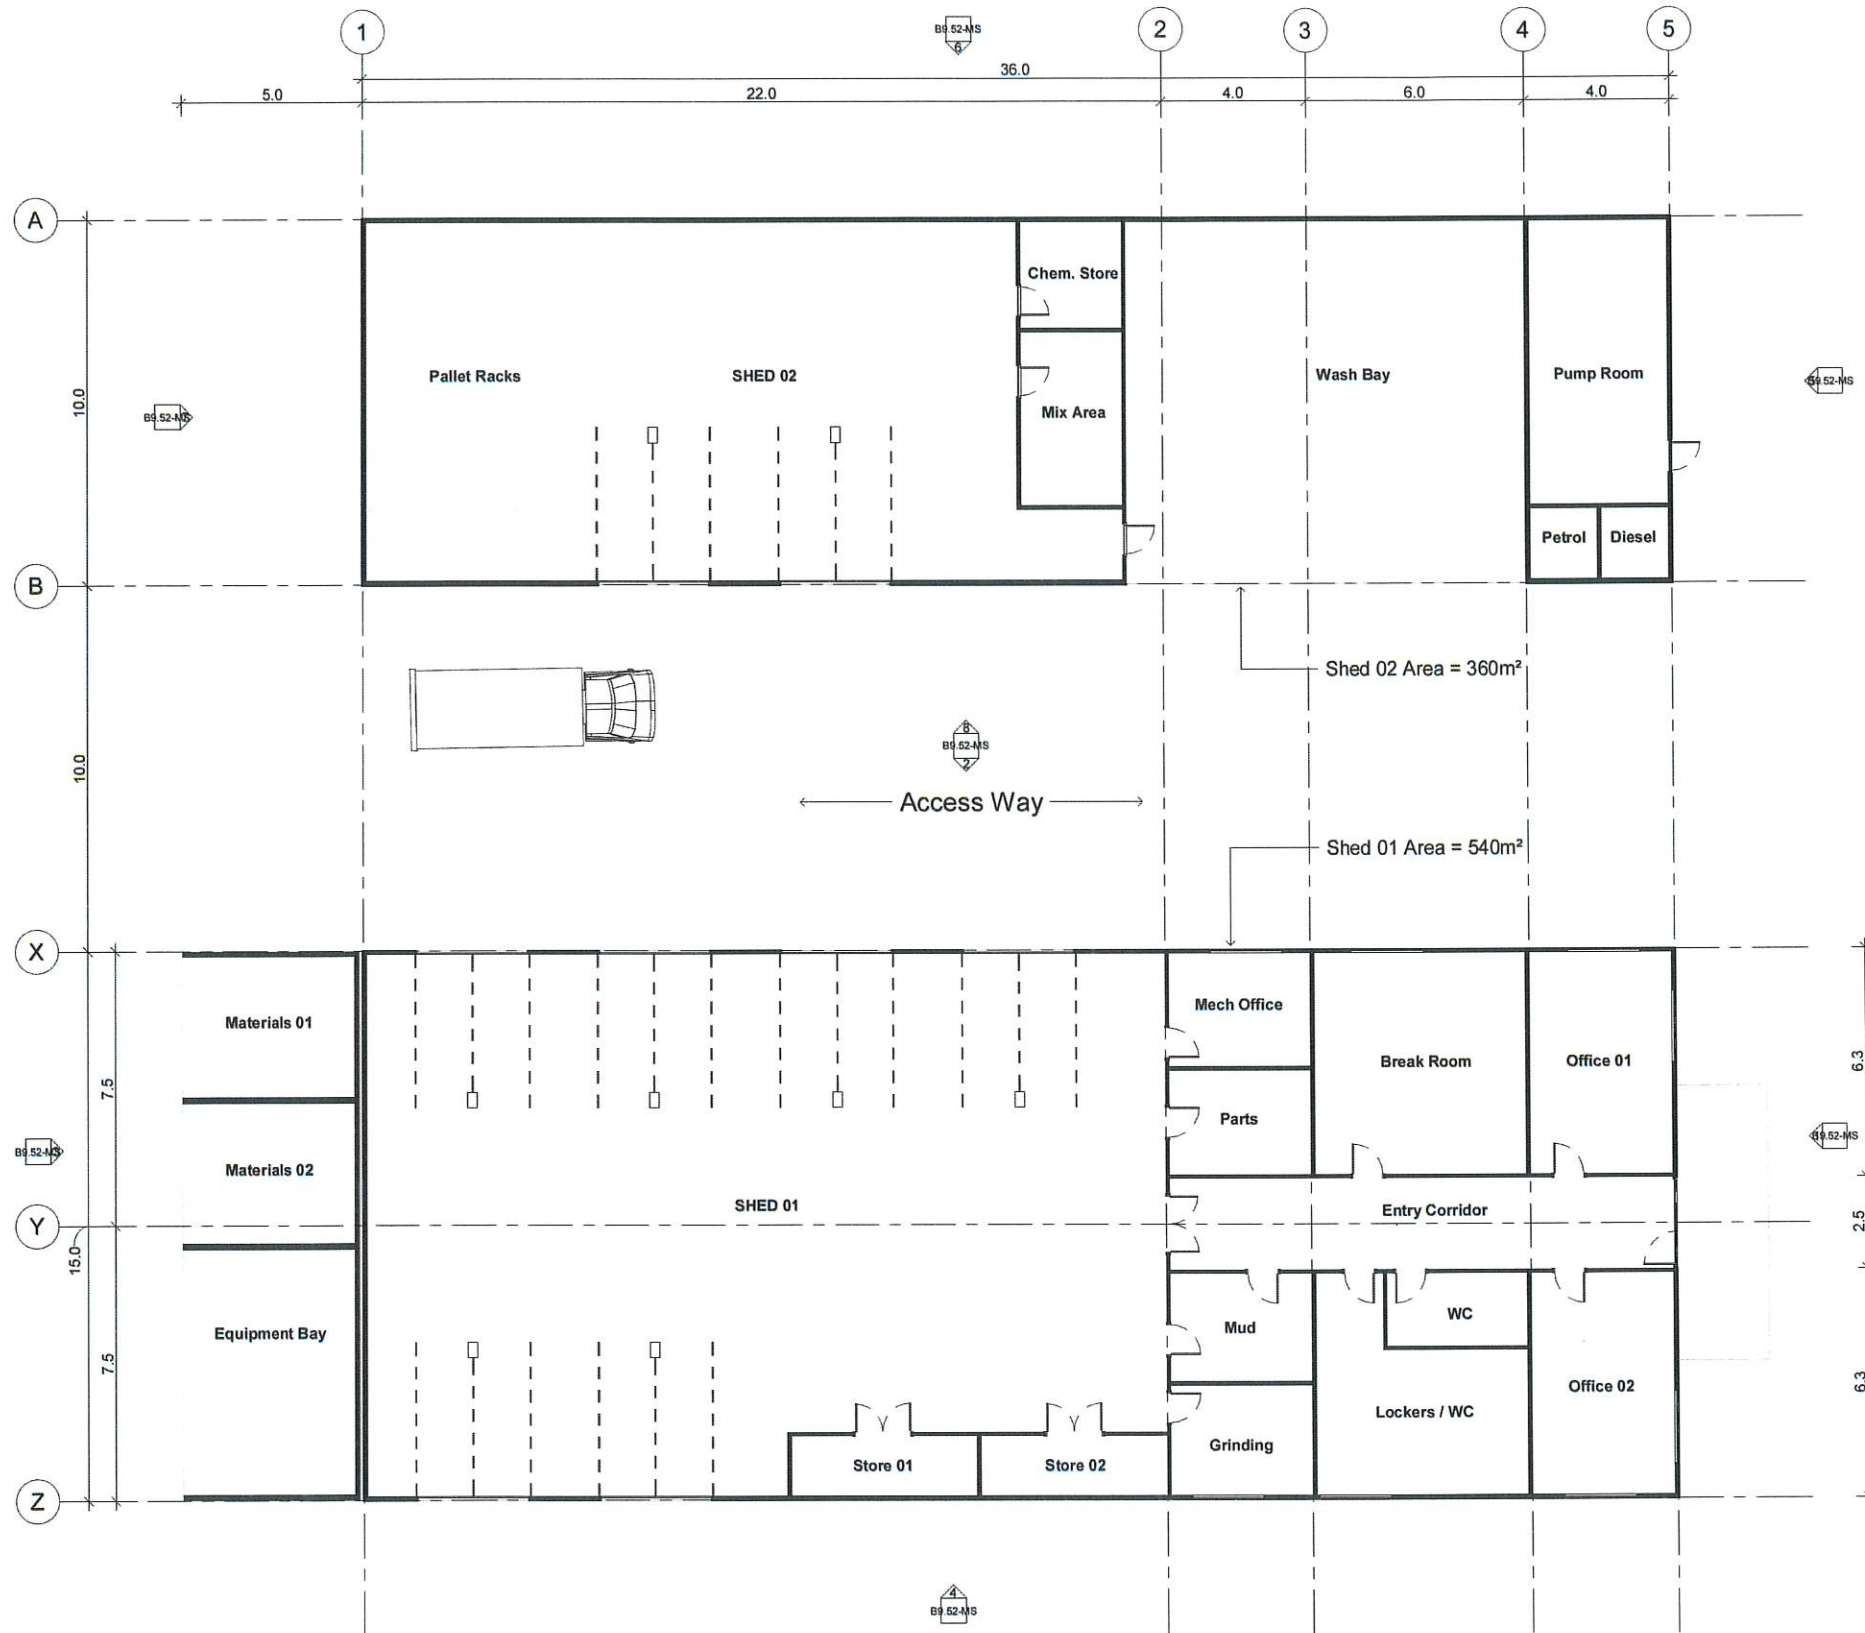 1
2
3
4
5
B9.52-MS
6
36.0
5.0
22.0
4.0
6.0
4.0
A
Chem. Store
Pallet Racks
SHED 02
Wash Bay
Pump Room
B9.52-MS
10.0
B9.52-MS
Mix Area
Petrol
Diesel
B
Shed 02 Area = 360m²
8
B9.52-MS
2
10.0
Access Way
Shed 01 Area = 540m²
X
Mech Office
Materials 01
Break Room
Office 01
6.3
7.5
Parts
B9.52-MS
B9.52-MS
Materials 02
SHED 01
Entry Corridor
Y
2.5
15.0
Equipment Bay
Mud
WC
7.5
Office 02
6.3
Lockers / WC
Grinding
Store 01
Store 02
Z
4
B9.52-MS